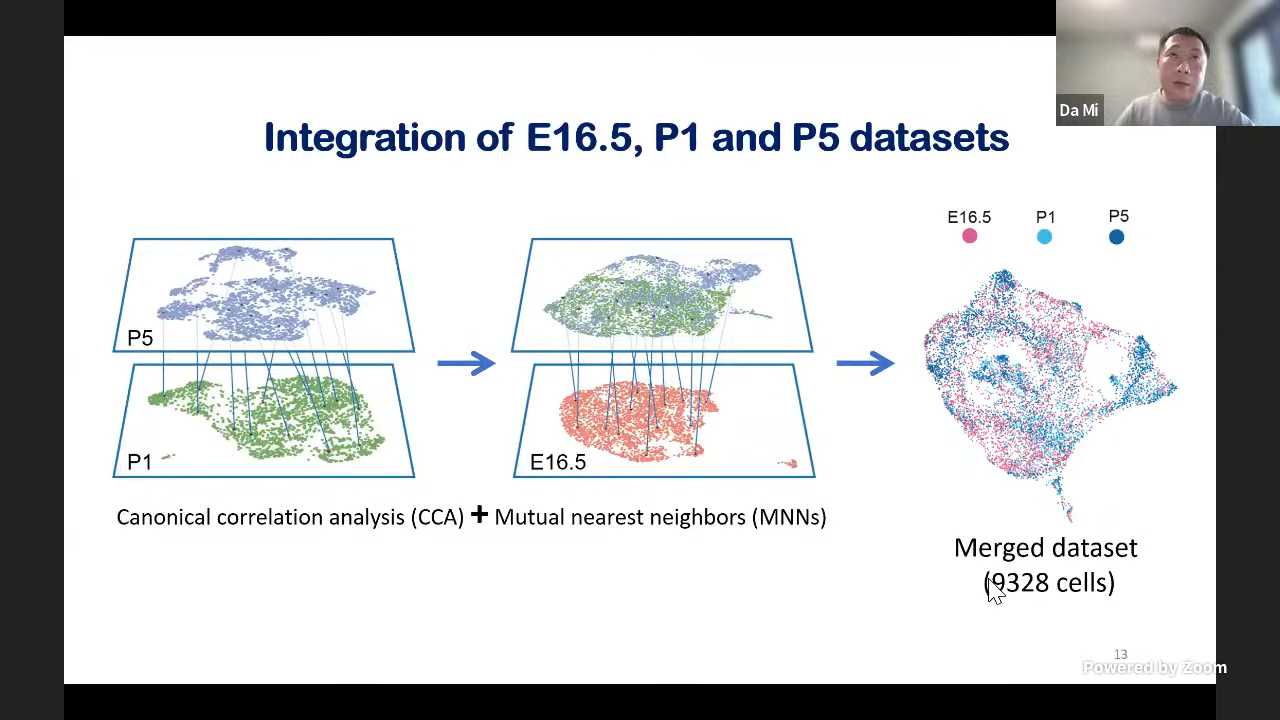 Da Mi
Integration of E16.5, P1 and P5 datasets
E16.5 P1 P5
P5
P1
E16.5
Canonical correlation analysis (CCA) + Mutual nearest neighbors (MNNs)
Merged dataset
(9328 cells)
13
Powered by Zoom